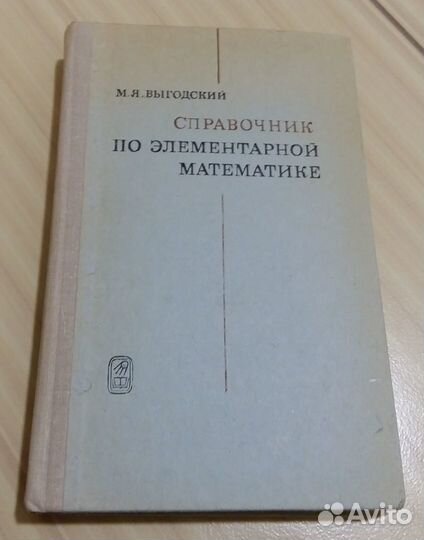 М.Я.ВЫГОДСКИЙ
СПРАВОЧНИК
ПО ЭЛЕМЕНТАРНОЙ
МАТЕМАТИКЕ
Avito